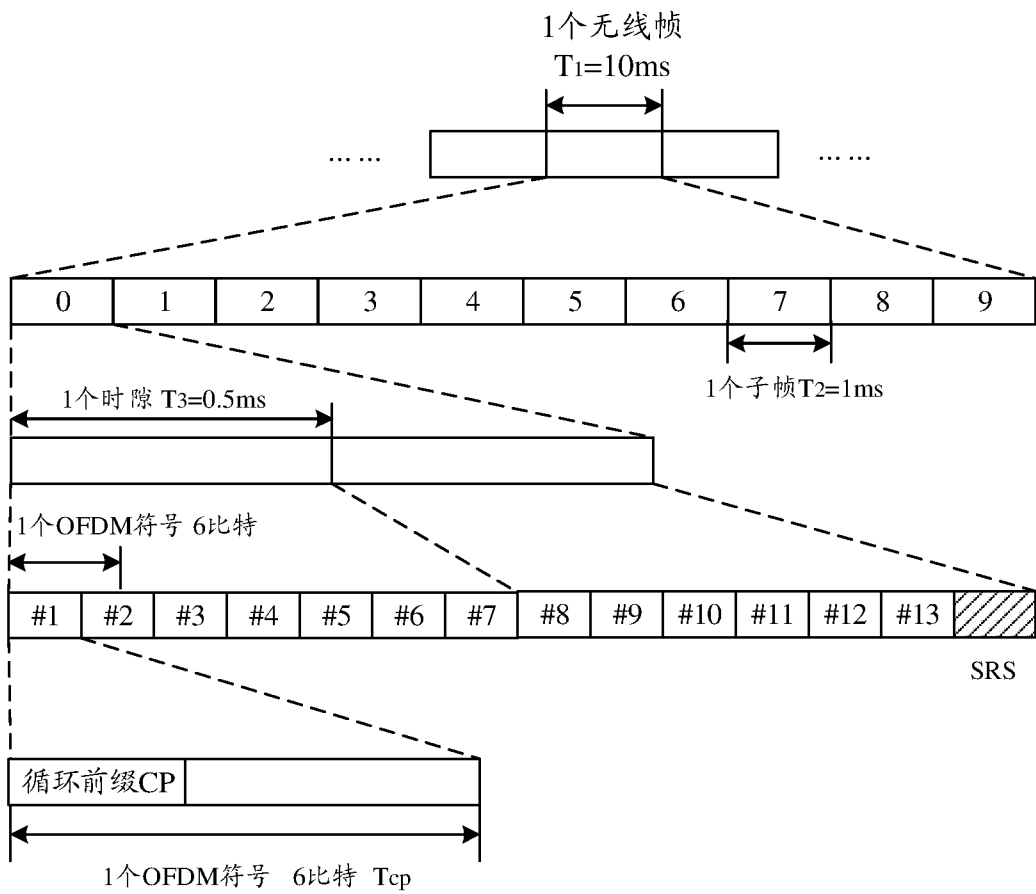 1个无线帧
T1=10ms
…… ……
0 1 2 3 4 5 6 7 8 9
1个子帧T2=1ms
1个时隙 T3=0.5ms
1个OFDM符号 6比特
#1 #2 #3 #4 #5 #6 #7 #8 #9 #10 #11 #12 #13
SRS
循环前缀CP
1个OFDM符号 6比特 Tcp